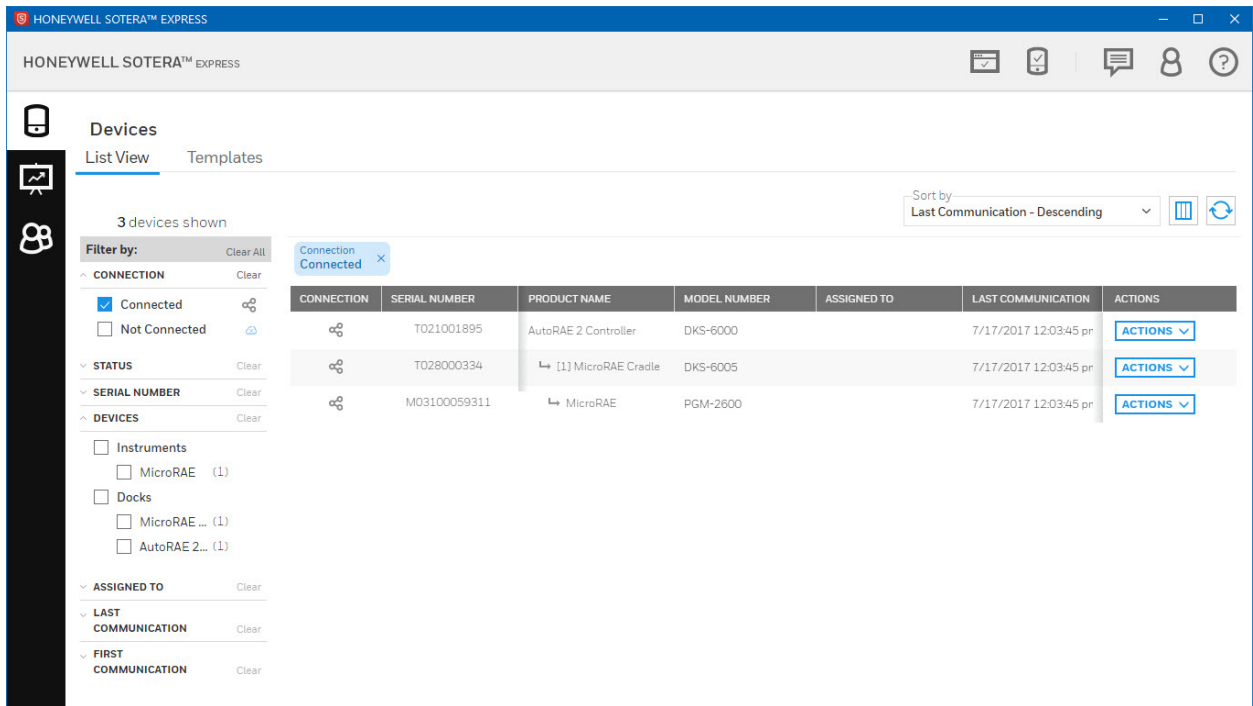 HONEYWELL SOTERA™ EXPRESS
HONEYWELL SOTERA™ EXPRESS
Devices
List View Templates
Sort by
Last Communication - Descending
3 devices shown
Filter by: Clear All
Connection
Connected
CONNECTION Clear
Connected
Not Connected
STATUS Clear
SERIAL NUMBER Clear
DEVICES Clear
Instruments
MicroRAE (1)
Docks
MicroRAE ... (1)
AutoRAE 2... (1)
ASSIGNED TO Clear
LAST
COMMUNICATION Clear
FIRST
COMMUNICATION Clear
CONNECTION SERIAL NUMBER PRODUCT NAME MODEL NUMBER ASSIGNED TO LAST COMMUNICATION ACTIONS
T021001895 AutoRAE 2 Controller DKS-6000 7/17/2017 12:03:45 pm ACTIONS
T028000334 [1] MicroRAE Cradle DKS-6005 7/17/2017 12:03:45 pm ACTIONS
M03100059311 MicroRAE PGM-2600 7/17/2017 12:03:45 pm ACTIONS